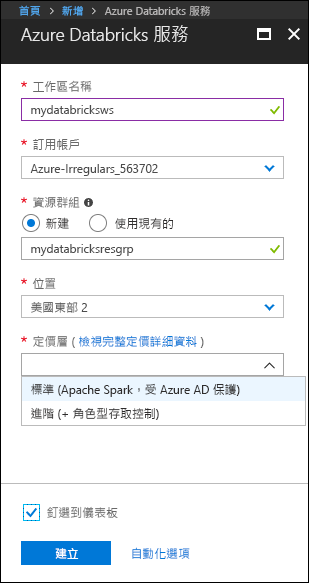 首頁 > 新增 > Azure Databricks 服務
Azure Databricks 服務
* 工作區名稱
mydatabricksws
* 訂用帳戶
Azure-Irregulars_563702
* 資源群組
新建 使用現有的
mydatabricksresgrp
* 位置
美國東部 2
* 定價層 ( 檢視完整定價詳細資料 )
標準 (Apache Spark，受 Azure AD 保護)
進階 (+ 角色型存取控制)
釘選到儀表板
建立 自動化選項